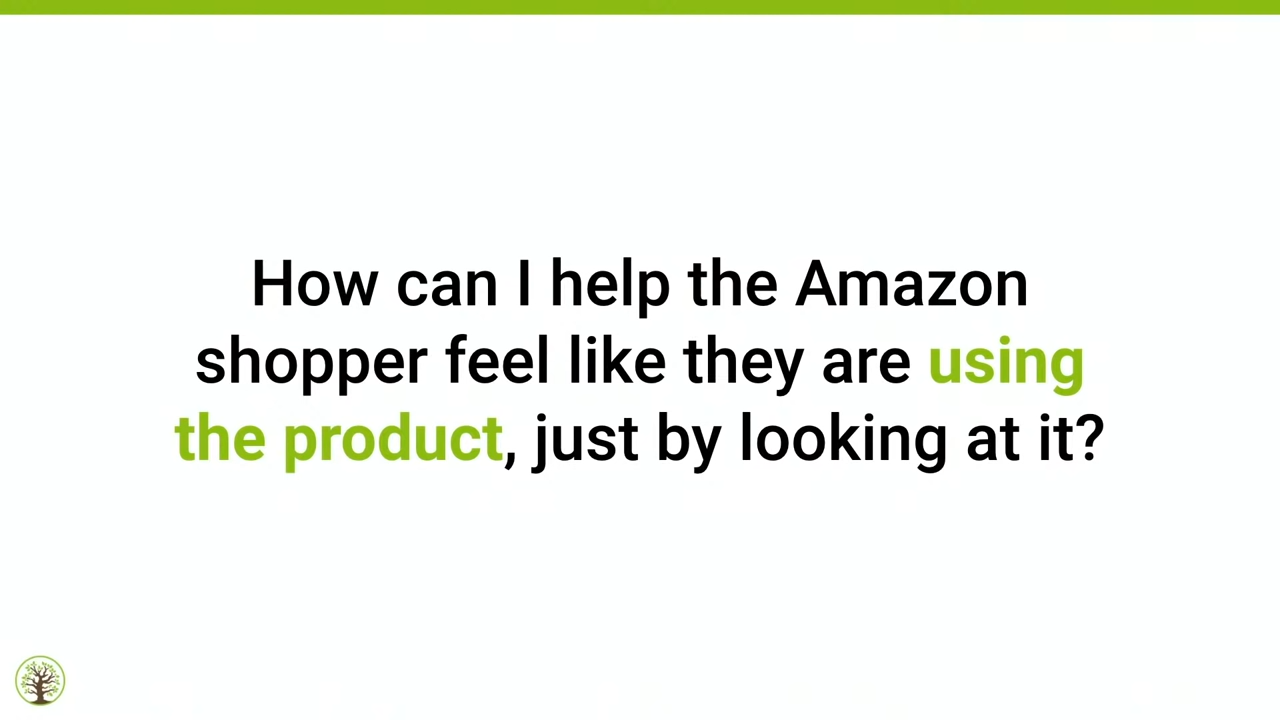 How can I help the Amazon
shopper feel like they are using
the product, just by looking at it?